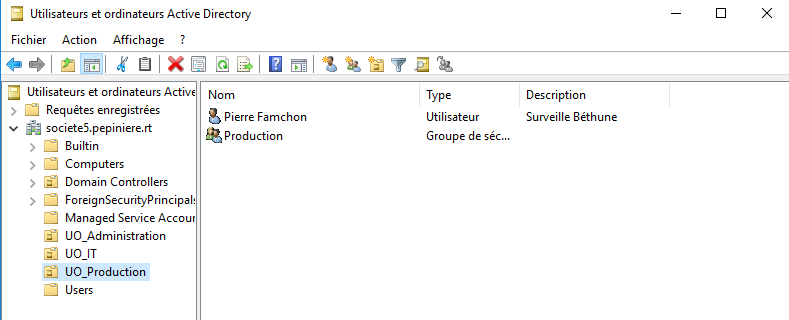 Utilisateurs et ordinateurs Active Directory
Fichier Action Affichage ?
Utilisateurs et ordinateurs Active
Requêtes enregistrées
societe5.pepiniere.rt
Builtin
Computers
Domain Controllers
ForeignSecurityPrincipals
Managed Service Accour
UO_Administration
UO_IT
UO_Production
Users
Nom Type Description
Pierre Famchon Utilisateur Surveille Béthune
Production Groupe de séc...